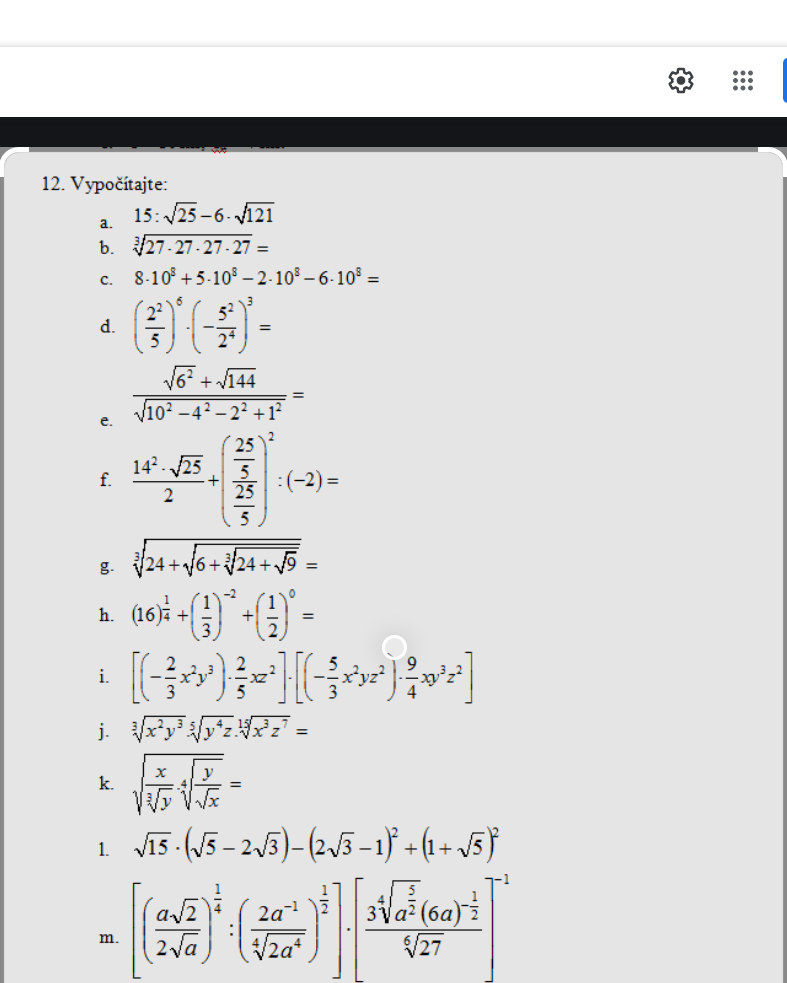 12. Vypočítajte:
a. 15 : √25 − 6 · √121
b. ∛(27 · 27 · 27 · 27) =
c. 8·10⁸ + 5·10⁸ − 2·10⁸ − 6·10⁸ =
d. (2²/5)⁶ · (−5²/2⁴)³ =
e. (√(6²) + √144) / √(10² − 4² − 2² + 1²) =
f. (14² · √25)/2 + ((25/5)/(25/5))² : (−2) =
g. ∛(24 + √(6 + ∛(24 + √9))) =
h. (16)^(1/4) + (1/3)^(−2) + (1/2)⁰ =
i. [(−2/3 x²y³) · 2/5 xz²] · [(−5/3 x²yz²) · 9/4 xy³z²]
j. ∛(x²y³) · ⁵√(y⁴z) · ¹⁵√(x³z⁷) =
k. √(x/∛y · ⁴√(y/√x)) =
l. √15 · (√5 − 2√3) − (2√3 − 1)² + (1 + √5)²
m. [(a√2/(2√a))^(1/4) : (2a⁻¹/⁴√(2a⁴))^(1/2)] · [3 ⁴√(a^(5/2)) (6a)^(−1/2) / ⁶√27]⁻¹